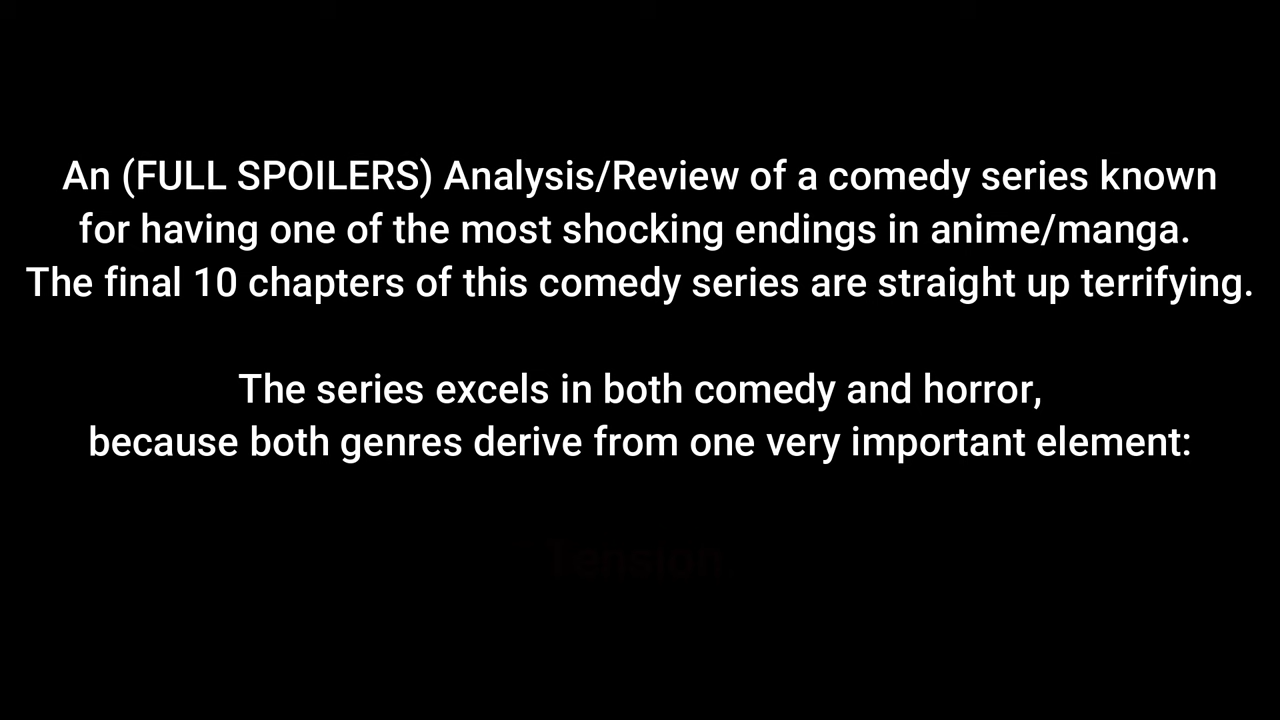 An (FULL SPOILERS) Analysis/Review of a comedy series known
for having one of the most shocking endings in anime/manga.
The final 10 chapters of this comedy series are straight up terrifying.
The series excels in both comedy and horror,
because both genres derive from one very important element:
Tension